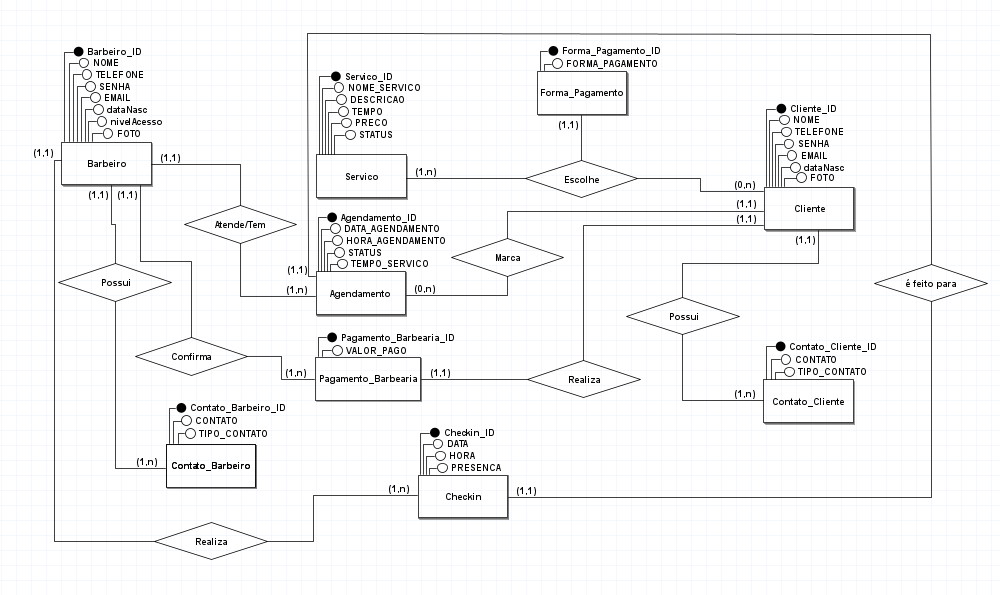 Barbeiro_ID
NOME
TELEFONE
SENHA
EMAIL
dataNasc
nivelAcesso
FOTO
Barbeiro
(1,1)
(1,1)
(1,1)
(1,1)
Servico_ID
NOME_SERVICO
DESCRICAO
TEMPO
PRECO
STATUS
Servico
(1,n)
Forma_Pagamento_ID
FORMA_PAGAMENTO
Forma_Pagamento
(1,1)
Escolhe
Cliente_ID
NOME
TELEFONE
SENHA
EMAIL
dataNasc
FOTO
Cliente
(0,n)
(1,1)
(1,1)
(1,1)
Atende/Tem
Agendamento_ID
DATA_AGENDAMENTO
HORA_AGENDAMENTO
STATUS
TEMPO_SERVICO
Agendamento
(1,1)
(1,n)
(0,n)
Marca
é feito para
Possui
Possui
Confirma
Pagamento_Barbearia_ID
VALOR_PAGO
Pagamento_Barbearia
(1,n)
(1,1)
Realiza
Contato_Cliente_ID
CONTATO
TIPO_CONTATO
Contato_Cliente
(1,n)
Contato_Barbeiro_ID
CONTATO
TIPO_CONTATO
Contato_Barbeiro
(1,n)
Checkin_ID
DATA
HORA
PRESENCA
Checkin
(1,n)
(1,1)
Realiza